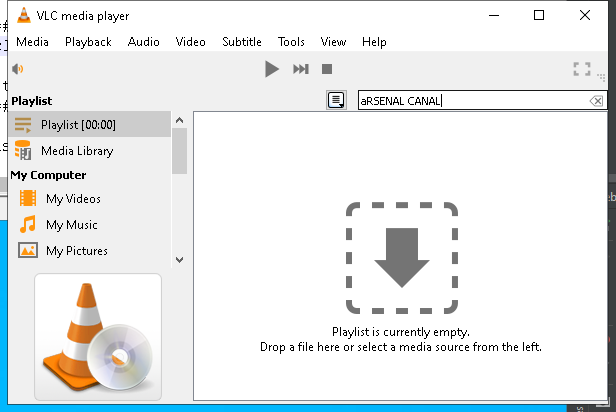 VLC media player
Media Playback Audio Video Subtitle Tools View Help
Playlist
aRSENAL CANAL
Playlist [00:00]
Media Library
My Computer
My Videos
My Music
My Pictures
Playlist is currently empty.
Drop a file here or select a media source from the left.